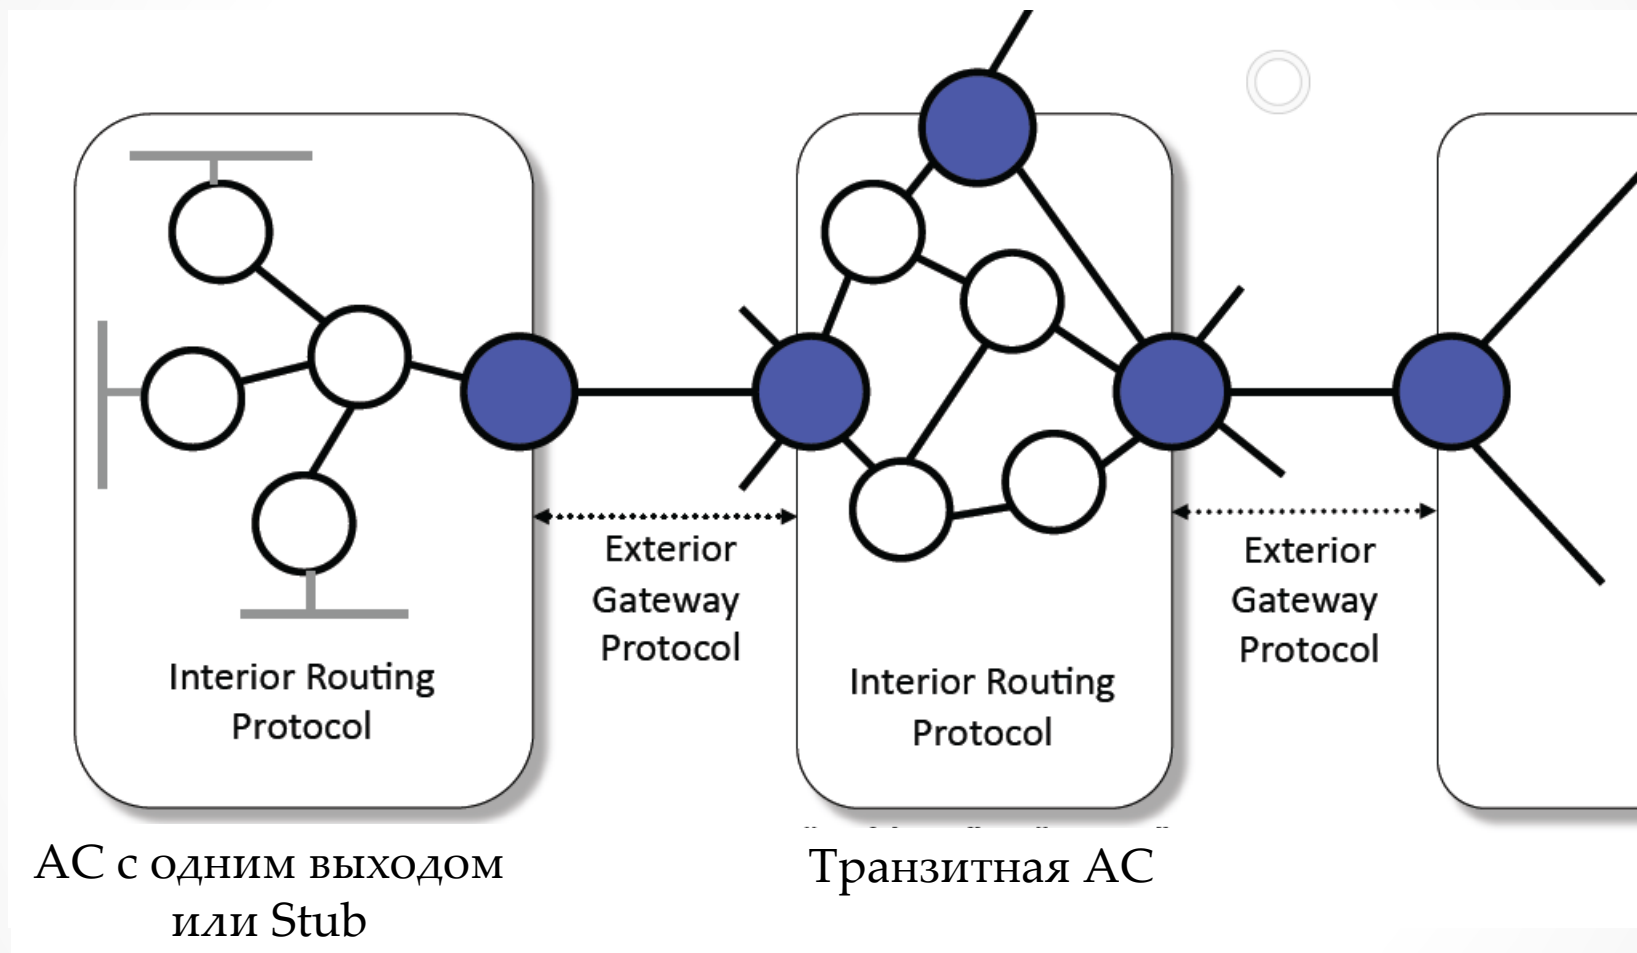 Exterior
Gateway
Protocol
Exterior
Gateway
Protocol
Interior Routing
Protocol
Interior Routing
Protocol
АС с одним выходом
или Stub
Транзитная АС